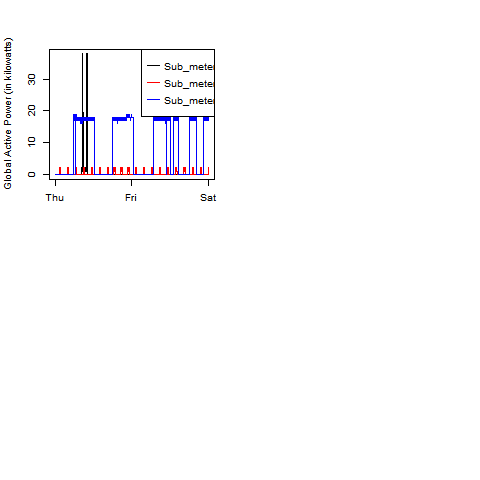 Global Active Power (in kilowatts)
30
20
10
0
Sub_meter
Sub_meter
Sub_meter
Thu Fri Sat